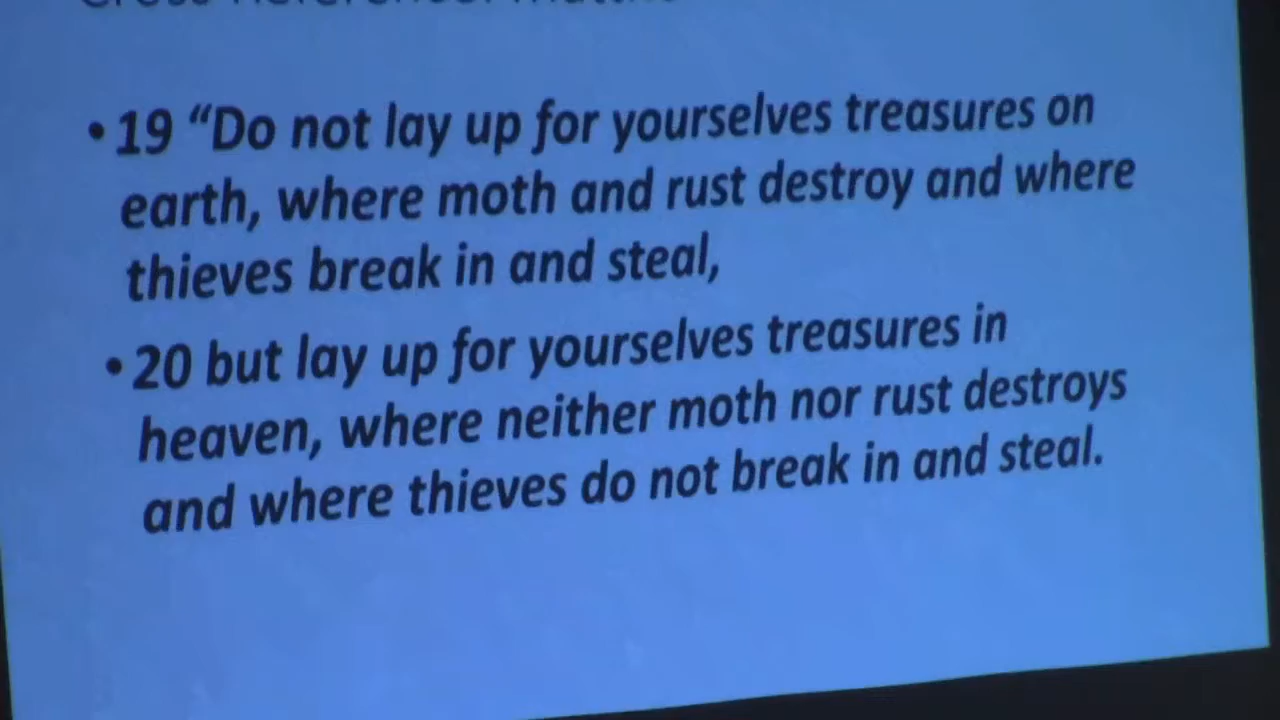 • 19 “Do not lay up for yourselves treasures on
earth, where moth and rust destroy and where
thieves break in and steal,
• 20 but lay up for yourselves treasures in
heaven, where neither moth nor rust destroys
and where thieves do not break in and steal.